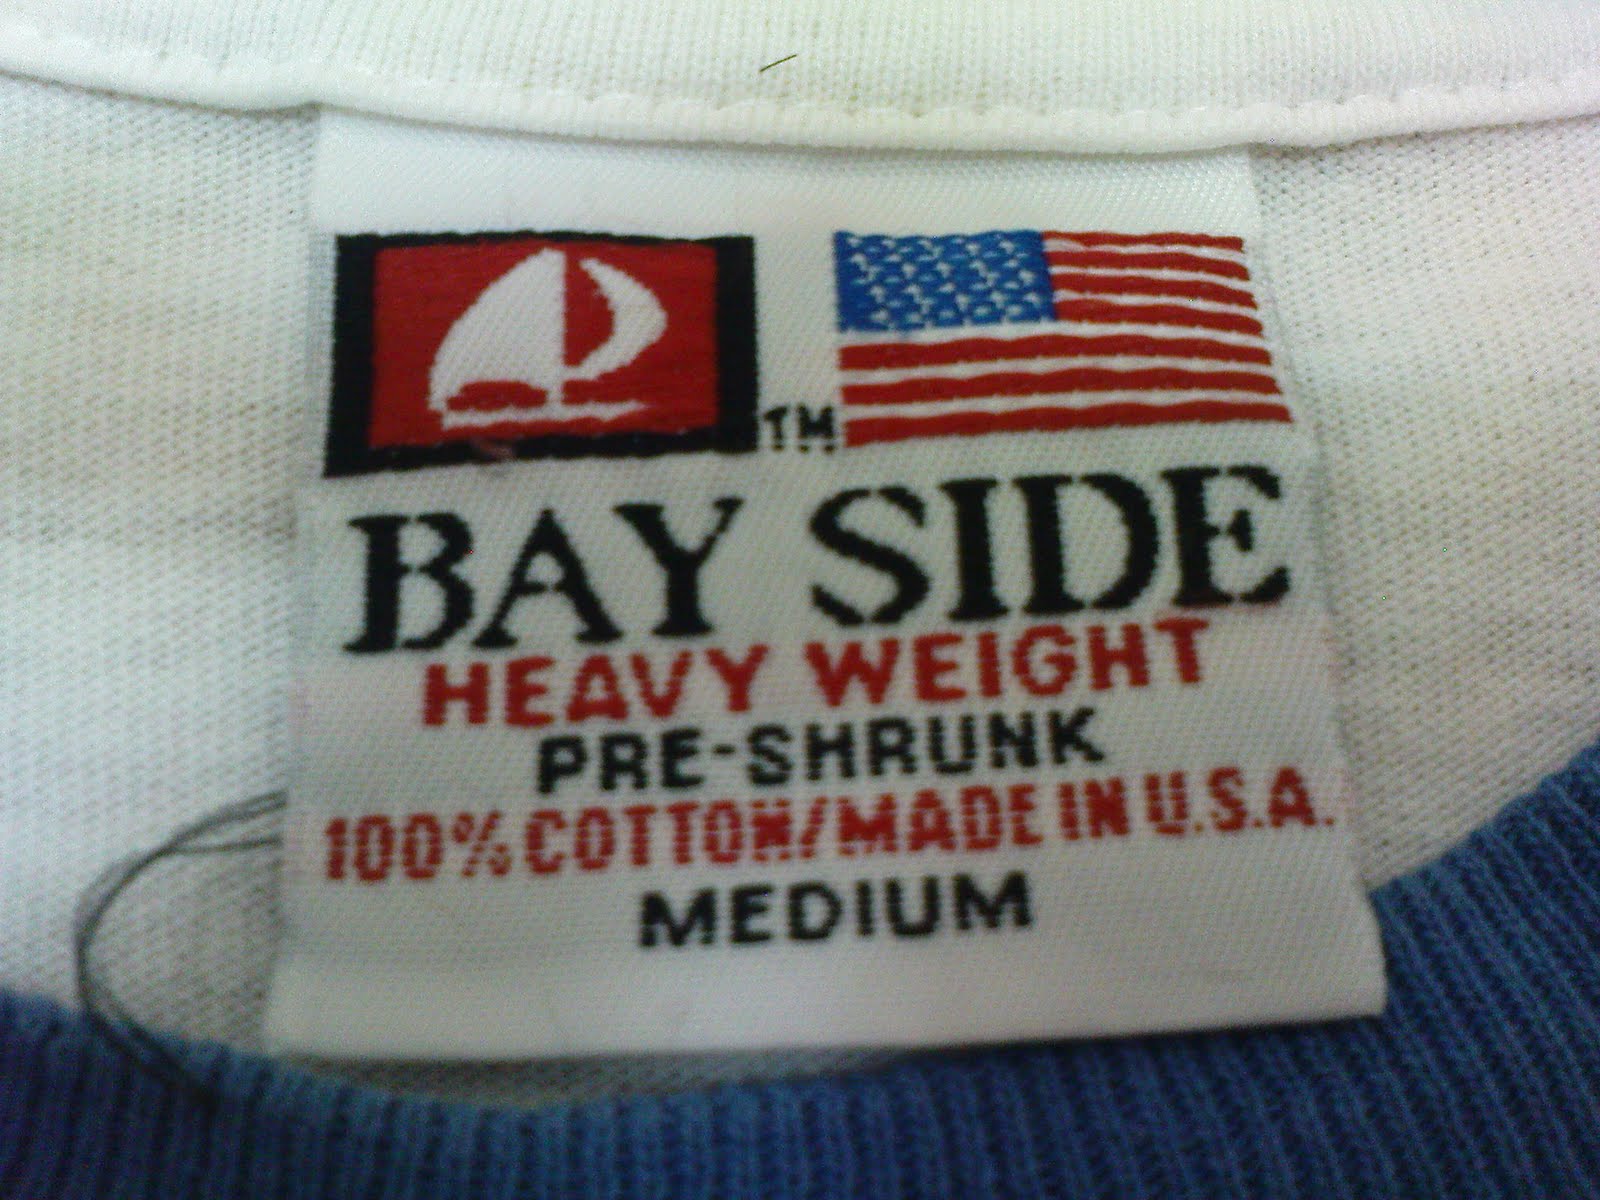 TM
BAY SIDE
HEAVY WEIGHT
PRE-SHRUNK
100% COTTON/MADE IN U.S.A.
MEDIUM